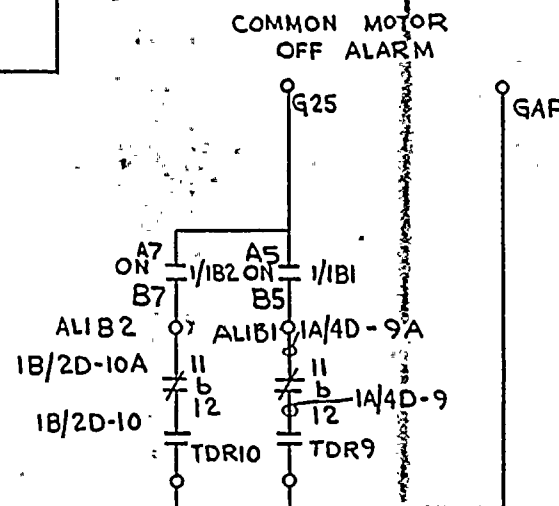 COMMON MOTOR
OFF ALARM
G25
GAF
A7
ON
1/1B2
B7
A5
ON
1/1B1
B5
AL1B2
AL1B1
1A/4D-9A
1B/2D-10A
11
b
12
11
b
12
1A/4D-9
1B/2D-10
TDR10
TDR9